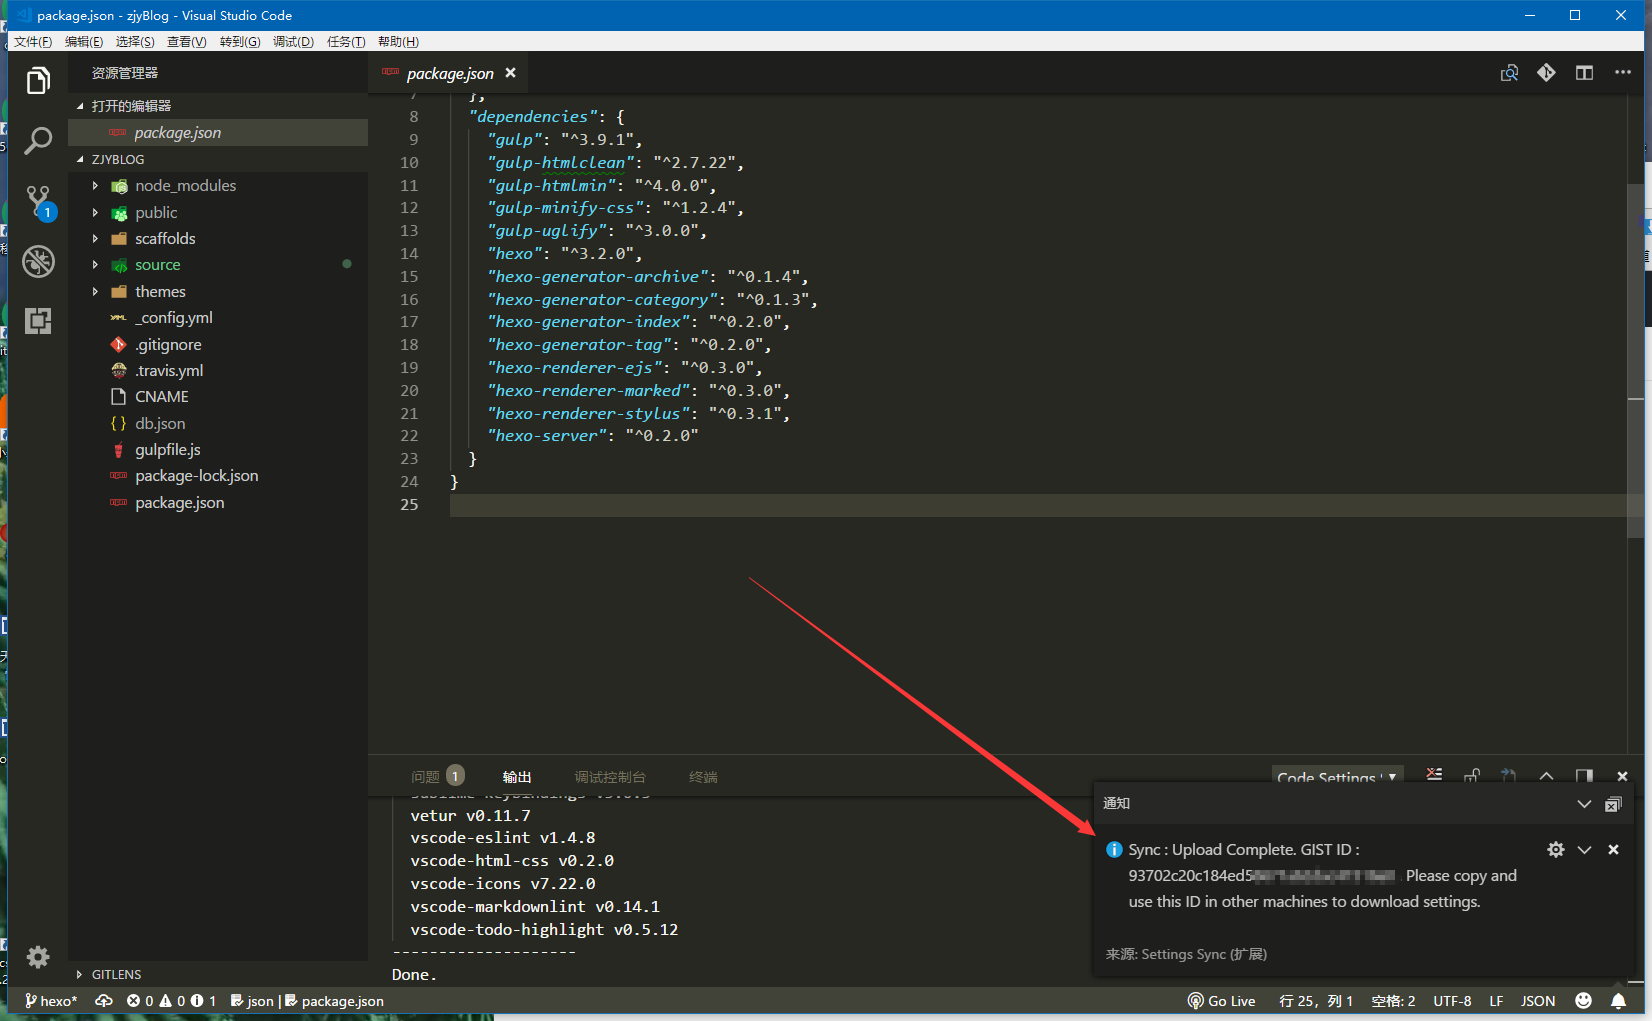 package.json - zjyBlog - Visual Studio Code
文件(F) 编辑(E) 选择(S) 查看(V) 转到(G) 调试(D) 任务(T) 帮助(H)
资源管理器
打开的编辑器
package.json
ZJYBLOG
node_modules
public
scaffolds
source
themes
_config.yml
.gitignore
.travis.yml
CNAME
db.json
gulpfile.js
package-lock.json
package.json
GITLENS
package.json
7 },
8 "dependencies": {
9 "gulp": "^3.9.1",
10 "gulp-htmlclean": "^2.7.22",
11 "gulp-htmlmin": "^4.0.0",
12 "gulp-minify-css": "^1.2.4",
13 "gulp-uglify": "^3.0.0",
14 "hexo": "^3.2.0",
15 "hexo-generator-archive": "^0.1.4",
16 "hexo-generator-category": "^0.1.3",
17 "hexo-generator-index": "^0.2.0",
18 "hexo-generator-tag": "^0.2.0",
19 "hexo-renderer-ejs": "^0.3.0",
20 "hexo-renderer-marked": "^0.3.0",
21 "hexo-renderer-stylus": "^0.3.1",
22 "hexo-server": "^0.2.0"
23 }
24 }
25
问题 1 输出 调试控制台 终端
Code Settings
vetur v0.11.7
vscode-eslint v1.4.8
vscode-html-css v0.2.0
vscode-icons v7.22.0
vscode-markdownlint v0.14.1
vscode-todo-highlight v0.5.12
--------------------
Done.
通知
Sync : Upload Complete. GIST ID :
93702c20c184ed5 . Please copy and
use this ID in other machines to download settings.
来源: Settings Sync (扩展)
hexo* 0 0 1 json | package.json Go Live 行 25，列 1 空格: 2 UTF-8 LF JSON